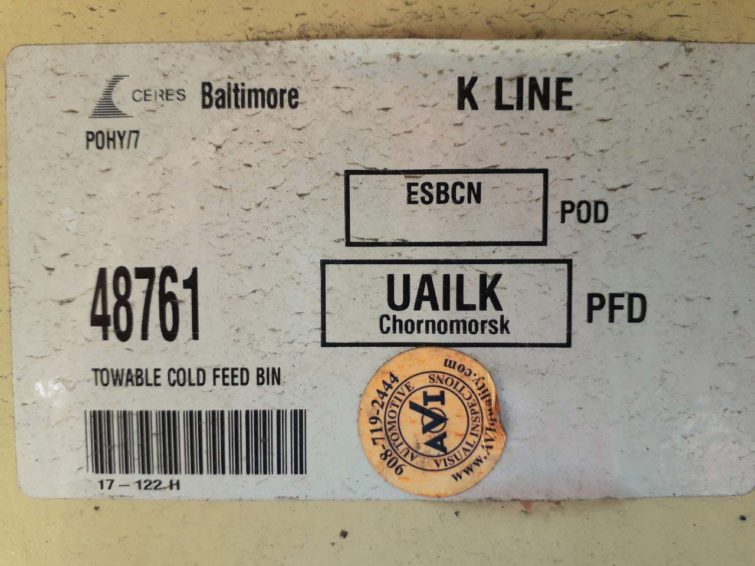 CERES Baltimore
K LINE
POHY/7
ESBCN
POD
48761
UAILK
Chornomorsk
PFD
TOWABLE COLD FEED BIN
17-122-H
908-719-2444
AUTOMOTIVE
VISUAL INSPECTIONS
AVI